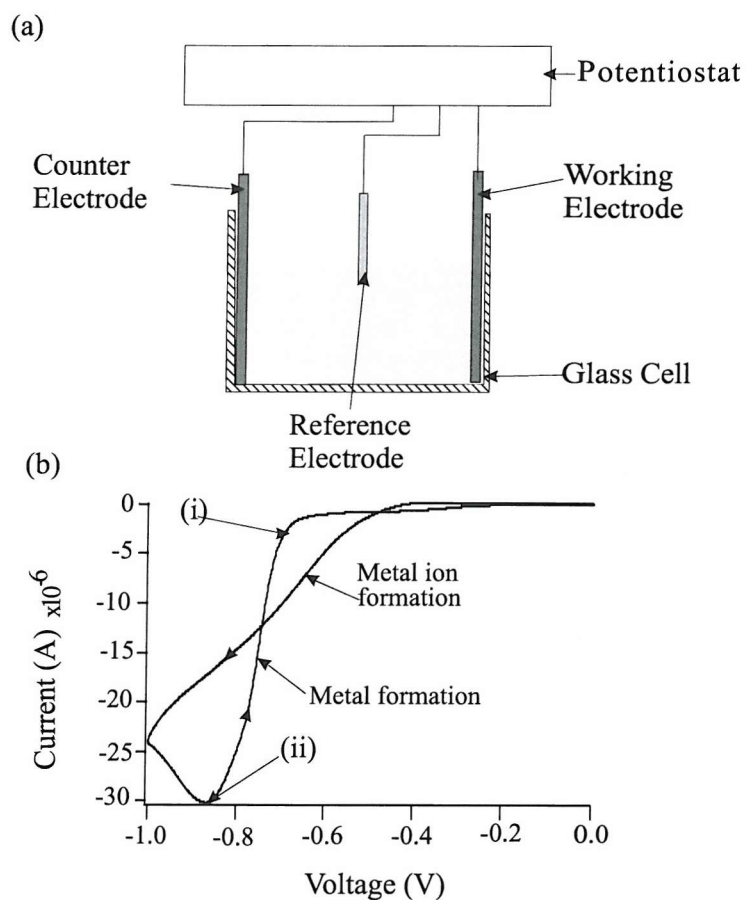 (a)
Potentiostat
Counter
Electrode
Working
Electrode
Glass Cell
Reference
Electrode
(b)
0
-5
-10
-15
-20
-25
-30
Current (A) x10-6
(i)
Metal ion
formation
Metal formation
(ii)
-1.0 -0.8 -0.6 -0.4 -0.2 0.0
Voltage (V)